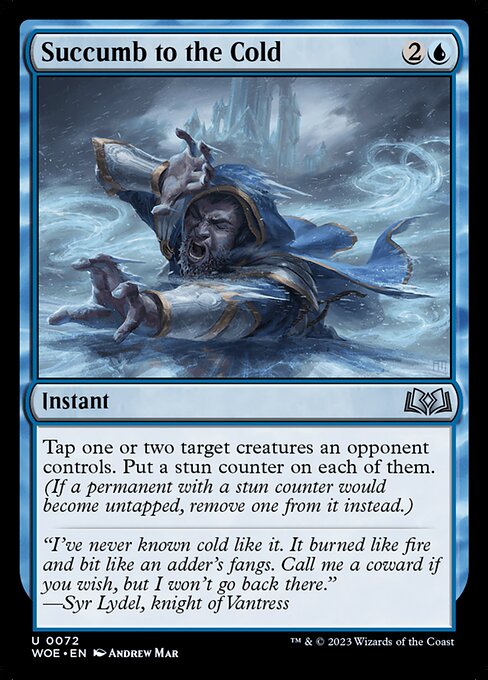 Succumb to the Cold 2
Instant
Tap one or two target creatures an opponent
controls. Put a stun counter on each of them.
(If a permanent with a stun counter would
become untapped, remove one from it instead.)
“I’ve never known cold like it. It burned like fire
and bit like an adder’s fangs. Call me a coward if
you wish, but I won’t go back there.”
—Syr Lydel, knight of Vantress
U 0072
WOE • EN Andrew Mar
™ & © 2023 Wizards of the Coast